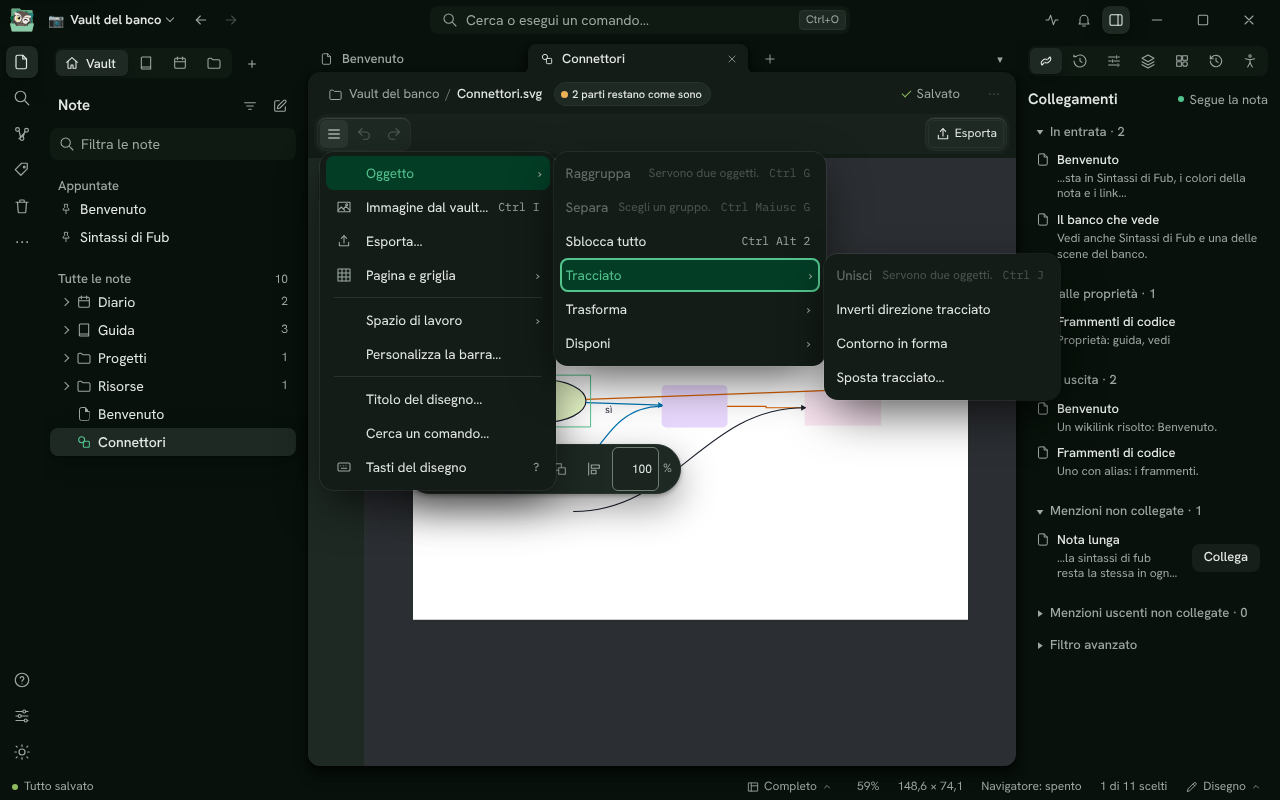 Vault del banco
Cerca o esegui un comando...
Ctrl+O
Vault
Benvenuto
Connettori
Note
Filtra le note
Appuntate
Benvenuto
Sintassi di Fub
Tutte le note 10
Diario 2
Guida 3
Progetti 1
Risorse 1
Benvenuto
Connettori
Tutto salvato
Vault del banco / Connettori.svg
2 parti restano come sono
Salvato
Esporta
Oggetto
Immagine dal vault... Ctrl I
Esporta...
Pagina e griglia
Spazio di lavoro
Personalizza la barra...
Titolo del disegno...
Cerca un comando...
Tasti del disegno ?
Raggruppa Servono due oggetti. Ctrl G
Separa Scegli un gruppo. Ctrl Maiusc G
Sblocca tutto Ctrl Alt 2
Tracciato
Trasforma
Disponi
Unisci Servono due oggetti. Ctrl J
Inverti direzione tracciato
Contorno in forma
Sposta tracciato...
sì
100 %
Collegamenti
Segue la nota
In entrata · 2
Benvenuto
...sta in Sintassi di Fub, i colori della
nota e i link...
Il banco che vede
Vedi anche Sintassi di Fub e una delle
scene del banco.
alle proprietà · 1
Frammenti di codice
Proprietà: guida, vedi
uscita · 2
Benvenuto
Un wikilink risolto: Benvenuto.
Frammenti di codice
Uno con alias: i frammenti.
Menzioni non collegate · 1
Nota lunga
...la sintassi di fub
resta la stessa in ogn...
Collega
Menzioni uscenti non collegate · 0
Filtro avanzato
Completo
59%
148,6 × 74,1
Navigatore: spento
1 di 11 scelti
Disegno